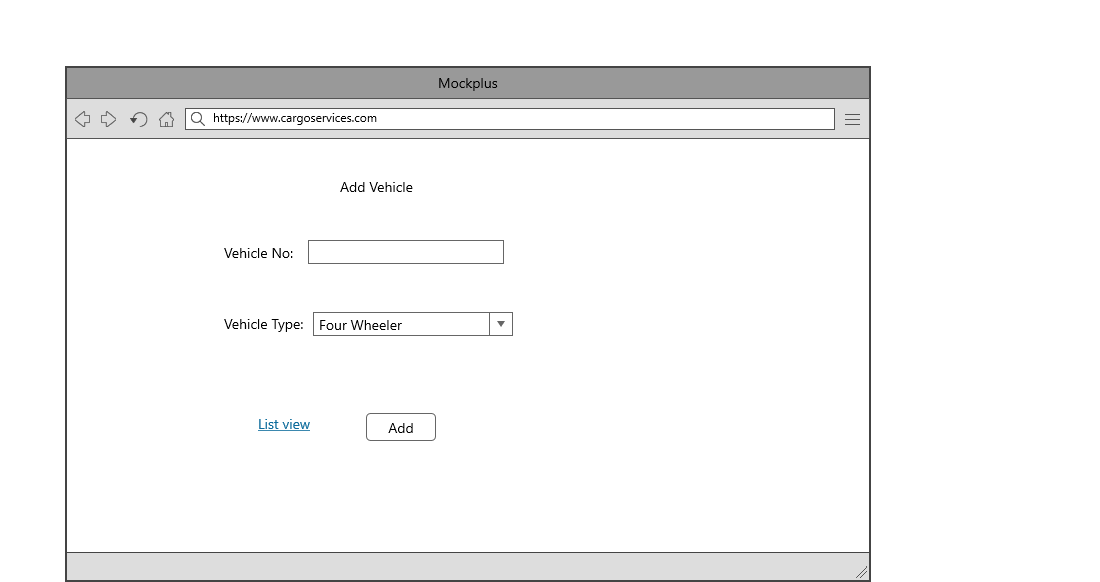 Mockplus
https://www.cargoservices.com
Add Vehicle
Vehicle No:
Vehicle Type: Four Wheeler
List view Add